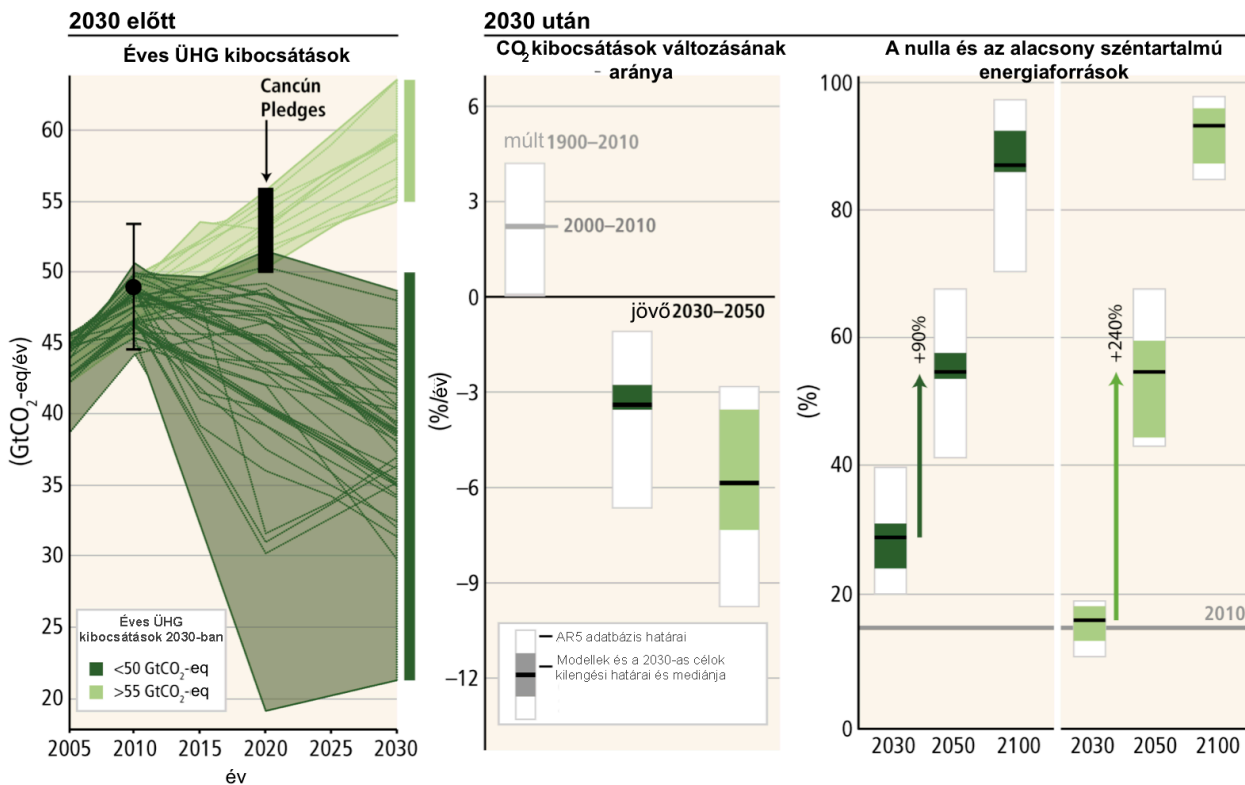 2030 előtt
Éves ÜHG kibocsátások
Cancún
Pledges
60
55
50
45
40
35
30
25
20
(GtCO2-eq/év)
Éves ÜHG
kibocsátások 2030-ban
<50 GtCO2-eq
>55 GtCO2-eq
2005 2010 2015 2020 2025 2030
év
2030 után
CO2 kibocsátások változásának
- aránya
6
3
0
–3
–6
–9
–12
(%/év)
múlt 1900–2010
2000–2010
jövő 2030–2050
AR5 adatbázis határai
Modellek és a 2030-as célok
kilengési határai és mediánja
A nulla és az alacsony széntartalmú
energiaforrások
100
80
60
40
20
0
(%)
+90%
+240%
2010
2030 2050 2100 2030 2050 2100